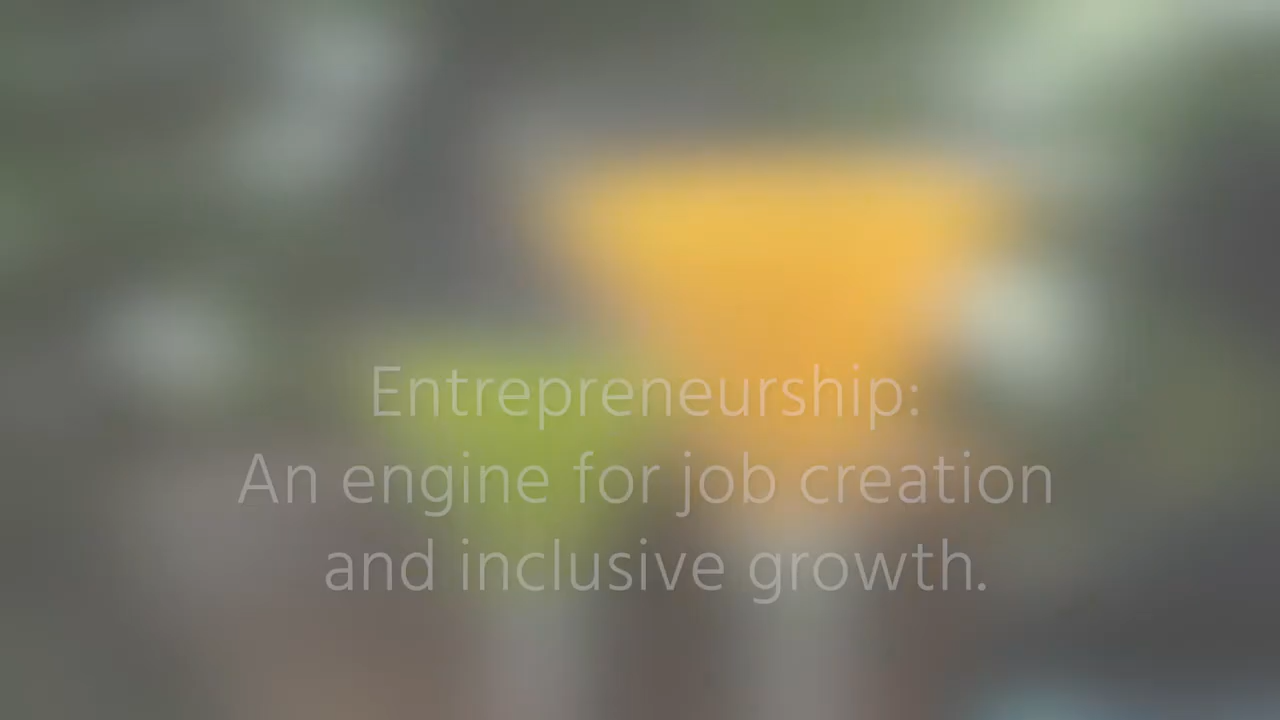 Entrepreneurship:
An engine for job creation
and inclusive growth.